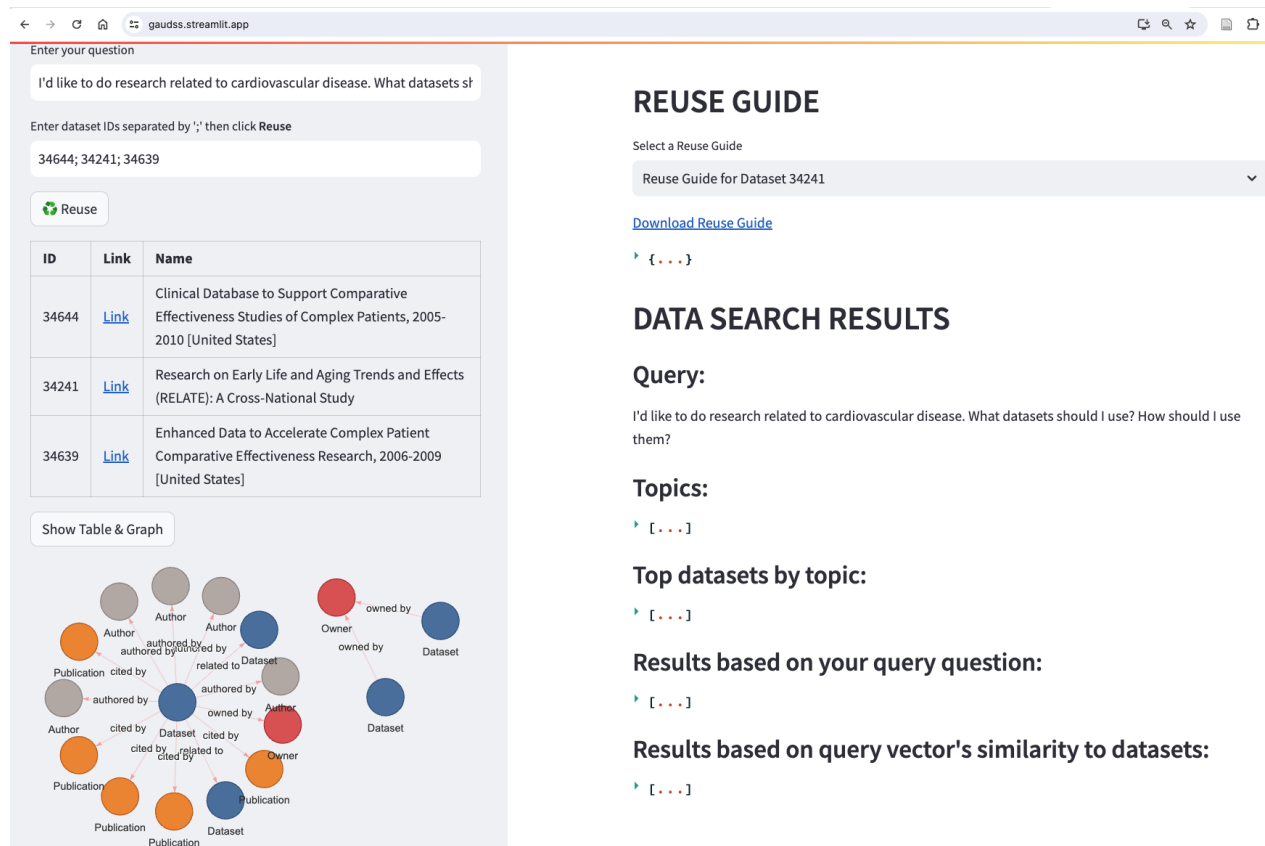 gaudss.streamlit.app
Enter your question
I'd like to do research related to cardiovascular disease. What datasets sh
Enter dataset IDs separated by ';' then click Reuse
34644; 34241; 34639
Reuse
ID Link Name
34644 Link Clinical Database to Support Comparative
Effectiveness Studies of Complex Patients, 2005-
2010 [United States]
34241 Link Research on Early Life and Aging Trends and Effects
(RELATE): A Cross-National Study
34639 Link Enhanced Data to Accelerate Complex Patient
Comparative Effectiveness Research, 2006-2009
[United States]
Show Table & Graph
Author
Author
Author
Dataset
Publication
Author
Author
Publication
Publication
Publication
Dataset
Publication
Owner
Dataset
authored by
authored by
authored by
related to
cited by
authored by
authored by
owned by
cited by
cited by
cited by
cited by
related to
Owner
Dataset
Dataset
owned by
owned by
REUSE GUIDE
Select a Reuse Guide
Reuse Guide for Dataset 34241
Download Reuse Guide
{...}
DATA SEARCH RESULTS
Query:
I'd like to do research related to cardiovascular disease. What datasets should I use? How should I use
them?
Topics:
[...]
Top datasets by topic:
[...]
Results based on your query question:
[...]
Results based on query vector's similarity to datasets:
[...]